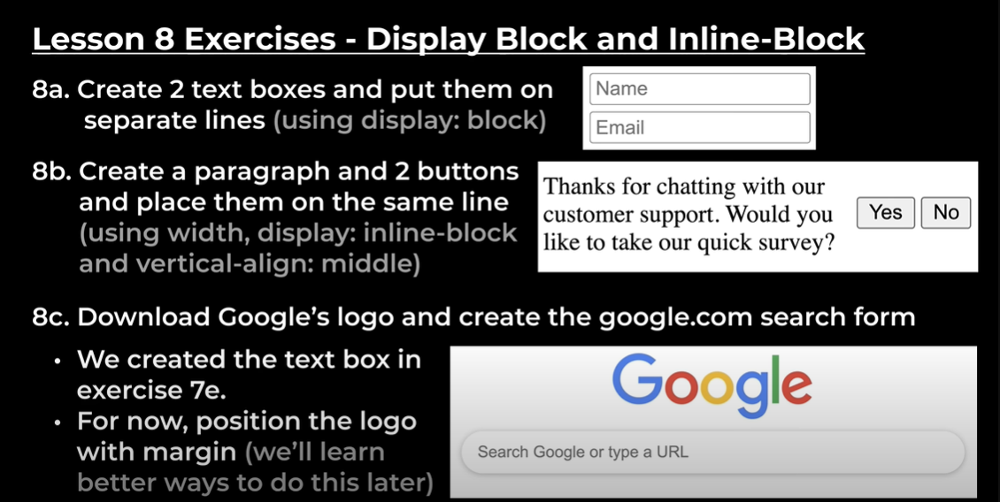 Lesson 8 Exercises - Display Block and Inline-Block
8a. Create 2 text boxes and put them on
separate lines (using display: block)
Name
Email
8b. Create a paragraph and 2 buttons
and place them on the same line
(using width, display: inline-block
and vertical-align: middle)
Thanks for chatting with our
customer support. Would you
like to take our quick survey?
Yes No
8c. Download Google’s logo and create the google.com search form
• We created the text box in
exercise 7e.
• For now, position the logo
with margin (we’ll learn
better ways to do this later)
Google
Search Google or type a URL